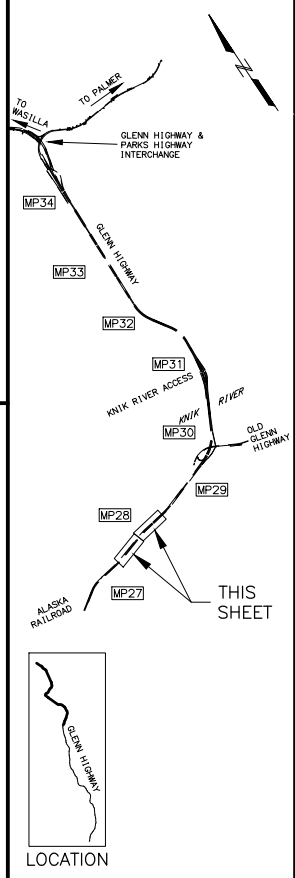 N
TO
WASILLA
TO PALMER
GLENN HIGHWAY &
PARKS HIGHWAY
INTERCHANGE
MP34
GLENN HIGHWAY
MP33
MP32
MP31
KNIK RIVER ACCESS
KNIK RIVER
MP30
OLD
GLENN
HIGHWAY
MP29
MP28
MP27
THIS
SHEET
ALASKA
RAILROAD
GLENN HIGHWAY
LOCATION